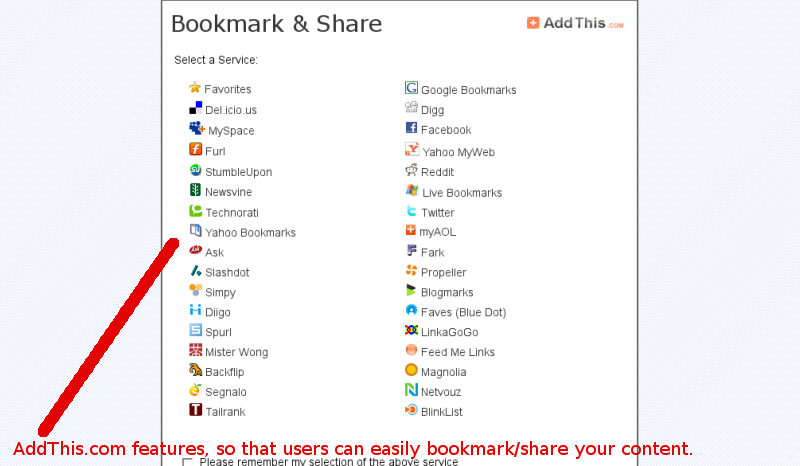 Bookmark & Share
AddThis.COM
Select a Service:
Favorites
Google Bookmarks
Del.icio.us
Digg
MySpace
Facebook
Furl
Yahoo MyWeb
StumbleUpon
Reddit
Newsvine
Live Bookmarks
Technorati
Twitter
Yahoo Bookmarks
myAOL
Ask
Fark
Slashdot
Propeller
Simpy
Blogmarks
Diigo
Faves (Blue Dot)
Spurl
LinkaGoGo
Mister Wong
Feed Me Links
Backflip
Magnolia
Segnalo
Netvouz
Tailrank
BlinkList
AddThis.com features, so that users can easily bookmark/share your content.
Please remember my selection of the above service